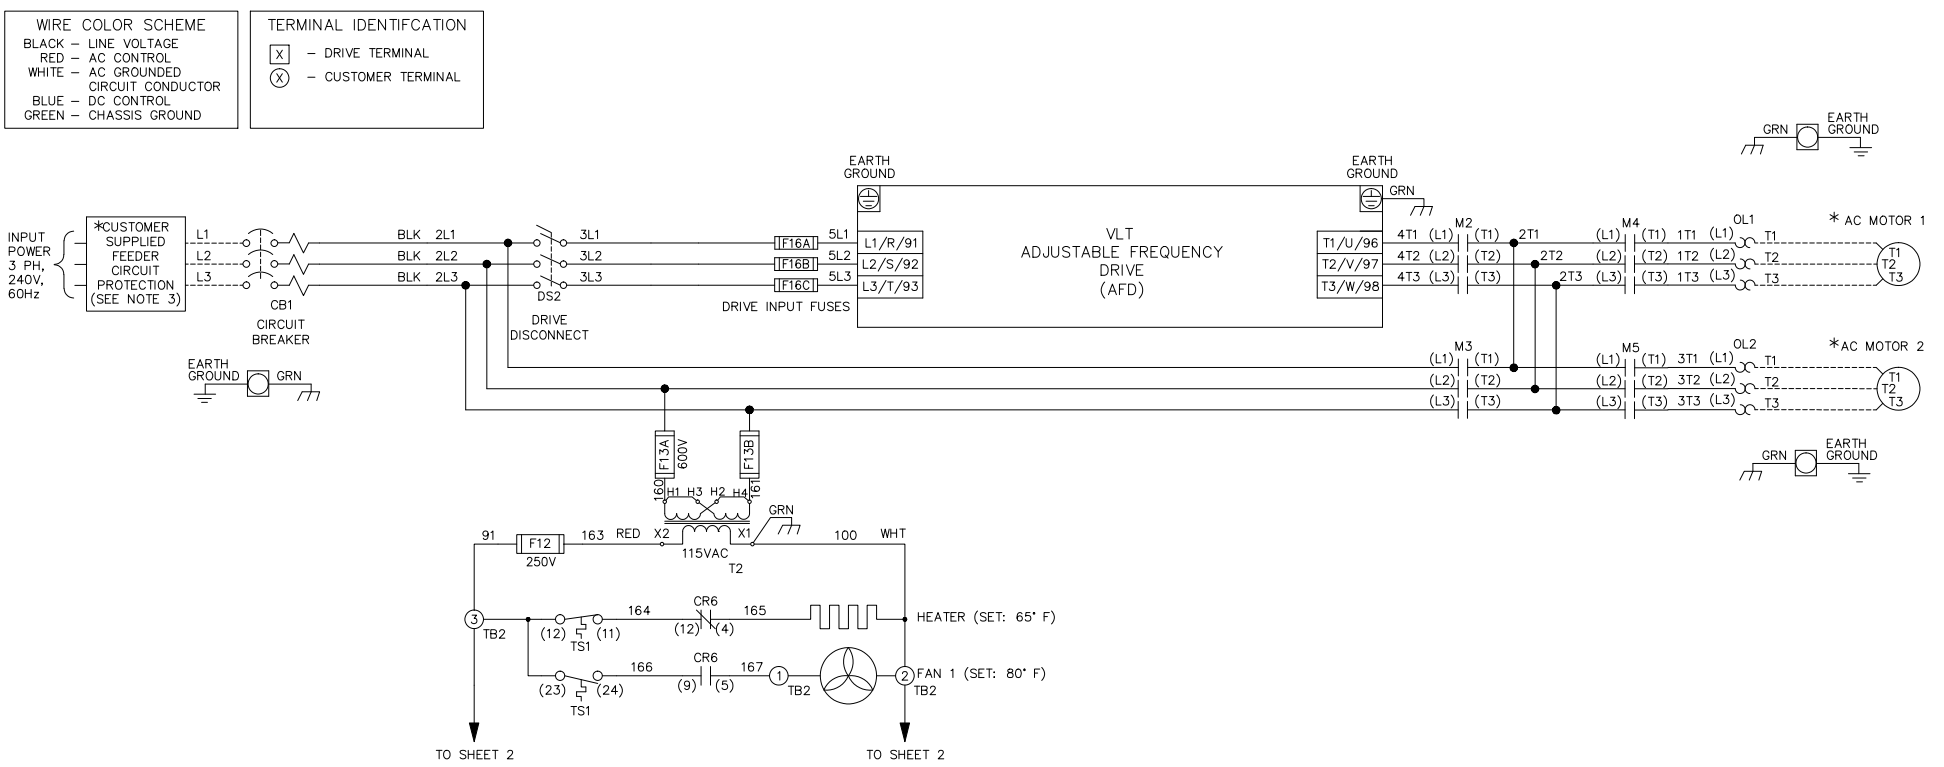 WIRE COLOR SCHEME
BLACK – LINE VOLTAGE
RED – AC CONTROL
WHITE – AC GROUNDED
CIRCUIT CONDUCTOR
BLUE – DC CONTROL
GREEN – CHASSIS GROUND
TERMINAL IDENTIFCATION
X – DRIVE TERMINAL
X – CUSTOMER TERMINAL
GRN
EARTH
GROUND
EARTH
GROUND
EARTH
GROUND
GRN
INPUT
POWER
3 PH,
240V,
60Hz
*CUSTOMER
SUPPLIED
FEEDER
CIRCUIT
PROTECTION
(SEE NOTE 3)
L1
L2
L3
CB1
CIRCUIT
BREAKER
BLK 2L1
BLK 2L2
BLK 2L3
DS2
DRIVE
DISCONNECT
3L1
3L2
3L3
F16A
F16B
F16C
DRIVE INPUT FUSES
5L1
5L2
5L3
L1/R/91
L2/S/92
L3/T/93
VLT
ADJUSTABLE FREQUENCY
DRIVE
(AFD)
T1/U/96
T2/V/97
T3/W/98
M2
4T1 (L1) (T1) 2T1
4T2 (L2) (T2) 2T2
4T3 (L3) (T3) 2T3
M4
(L1) (T1) 1T1 (L1)
(L2) (T2) 1T2 (L2)
(L3) (T3) 1T3 (L3)
OL1
T1
T2
T3
* AC MOTOR 1
T1
T2
T3
EARTH
GROUND
GRN
M3
(L1) (T1)
(L2) (T2)
(L3) (T3)
M5
(L1) (T1) 3T1 (L1)
(L2) (T2) 3T2 (L2)
(L3) (T3) 3T3 (L3)
OL2
T1
T2
T3
*AC MOTOR 2
T1
T2
T3
GRN
EARTH
GROUND
F13A
600V
F13B
160
161
H1 H3 H2 H4
GRN
91
F12
250V
163 RED X2
X1
115VAC
T2
100 WHT
3
TB2
(12) (11)
TS1
164
CR6
(12) (4)
165
HEATER (SET: 65° F)
(23) (24)
TS1
166
CR6
(9) (5)
167
1
TB2
2
TB2
FAN 1 (SET: 80° F)
TO SHEET 2
TO SHEET 2